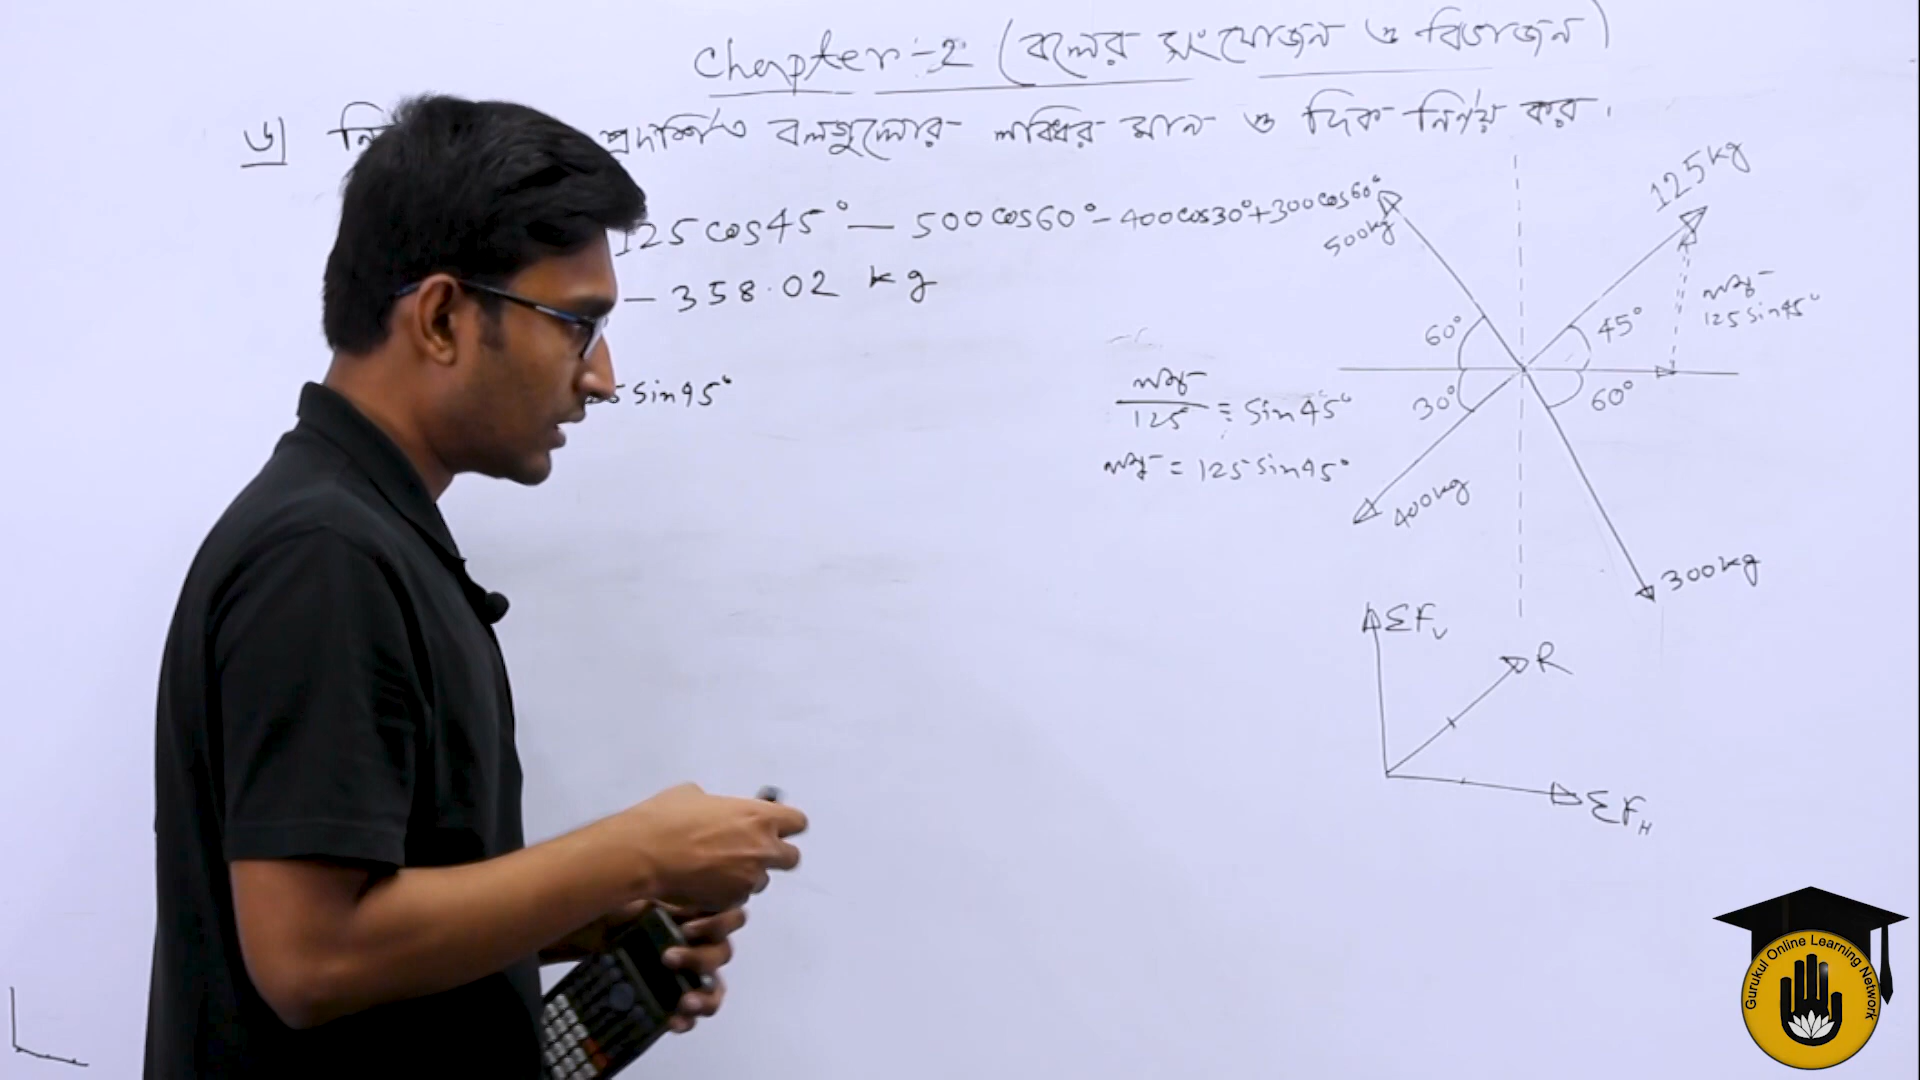 Chapter-2 (বলের সংযোজন ও বিভাজন)
৬) প্রদর্শিত বলগুলোর লব্ধির মান ও দিক নির্ণয় কর।
125 cos45° — 500 cos60° - 400 cos30° + 300 cos60°
— 358.02 kg
Sin45°
লম্ব
125 = Sin45°
লম্ব = 125 sin45°
500kg
125kg
লম্ব
125 sin45°
60°
45°
30°
60°
400kg
300kg
ΣFV
R
ΣFH
Gurukul Online Learning Network